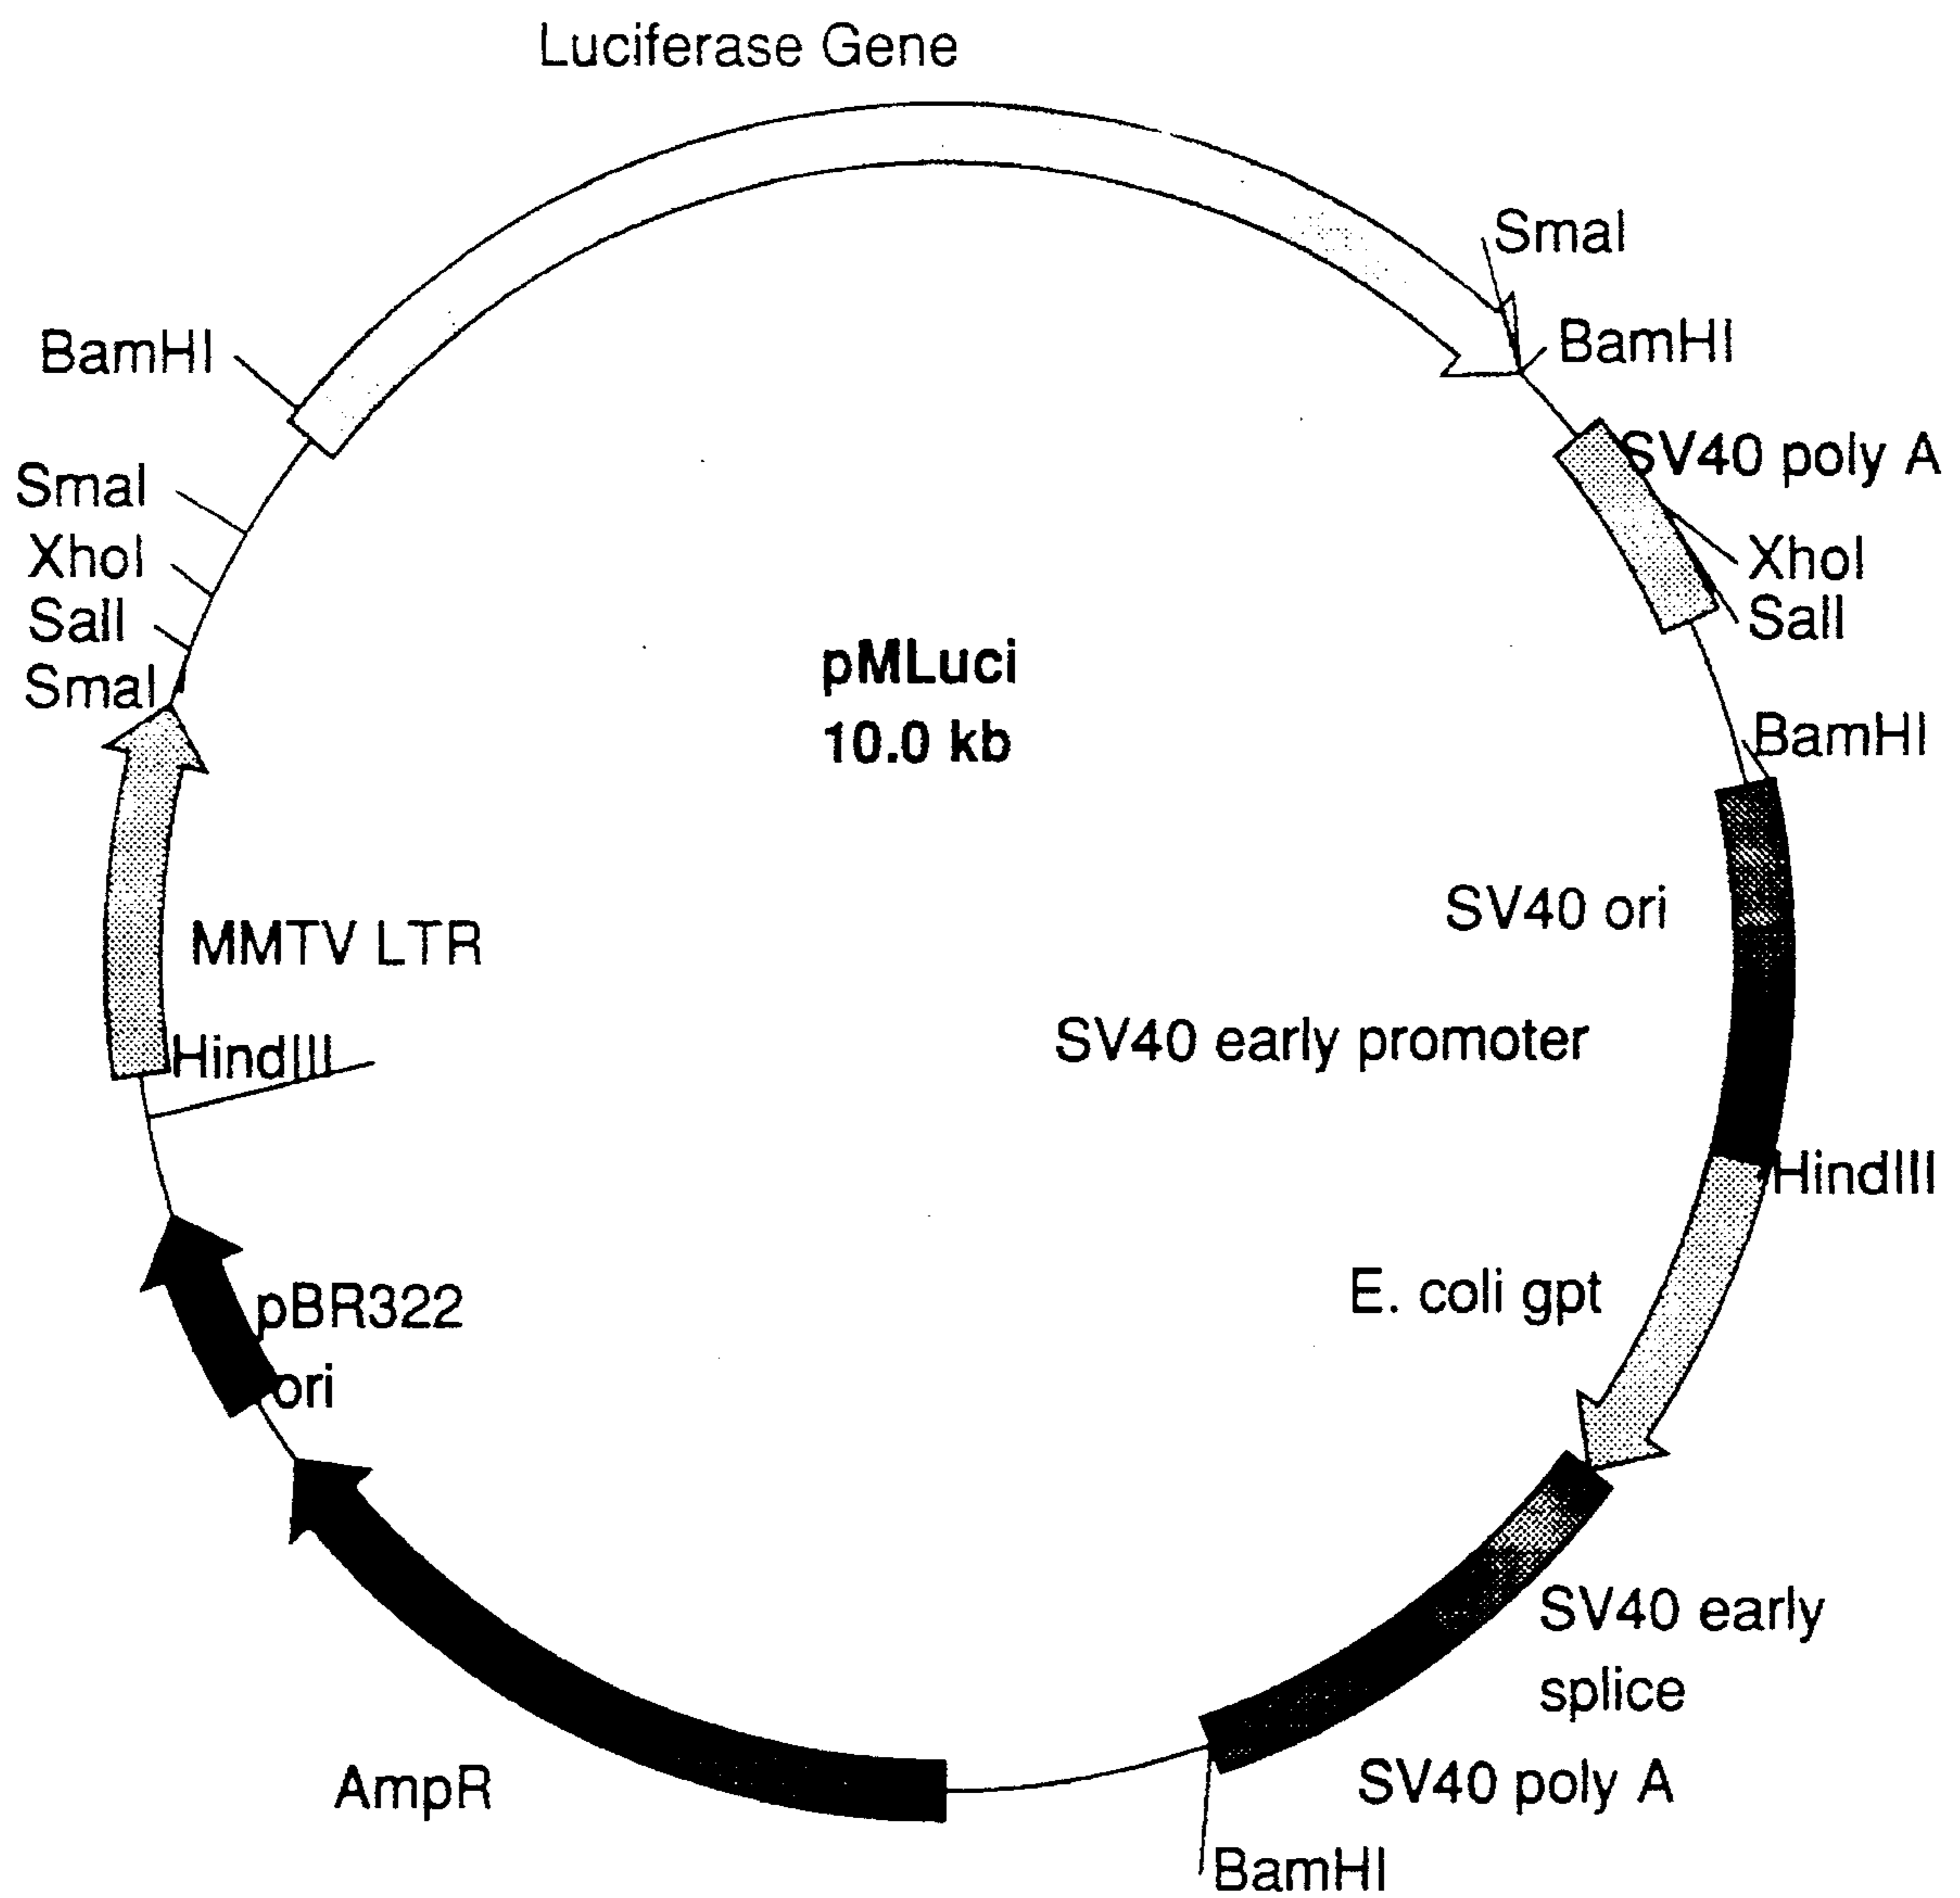 Luciferase Gene
SmaI
BamHI
BamHI
SV40 poly A
SmaI
XhoI
XhoI
SalI
SalI
pMLuci
SmaI
10.0 kb
BamHI
SV40 ori
MMTV LTR
SV40 early promoter
HindIII
HindIII
E. coli gpt
pBR322
ori
SV40 early
splice
SV40 poly A
AmpR
BamHI